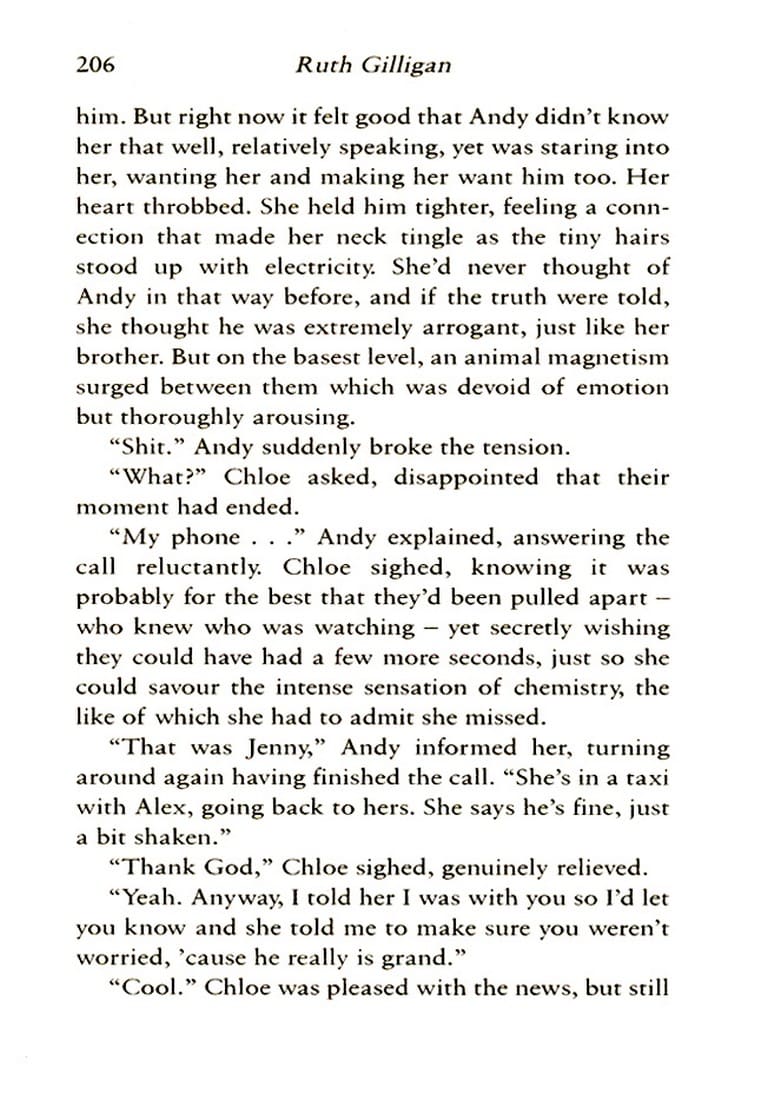 206 Ruth Gilligan
him. But right now it felt good that Andy didn't know
her that well, relatively speaking, yet was staring into
her, wanting her and making her want him too. Her
heart throbbed. She held him tighter, feeling a conn-
ection that made her neck tingle as the tiny hairs
stood up with electricity. She'd never thought of
Andy in that way before, and if the truth were told,
she thought he was extremely arrogant, just like her
brother. But on the basest level, an animal magnetism
surged between them which was devoid of emotion
but thoroughly arousing.
“Shit.” Andy suddenly broke the tension.
“What?” Chloe asked, disappointed that their
moment had ended.
“My phone . . .” Andy explained, answering the
call reluctantly. Chloe sighed, knowing it was
probably for the best that they'd been pulled apart –
who knew who was watching – yet secretly wishing
they could have had a few more seconds, just so she
could savour the intense sensation of chemistry, the
like of which she had to admit she missed.
“That was Jenny,” Andy informed her, turning
around again having finished the call. “She's in a taxi
with Alex, going back to hers. She says he's fine, just
a bit shaken.”
“Thank God,” Chloe sighed, genuinely relieved.
“Yeah. Anyway, I told her I was with you so I'd let
you know and she told me to make sure you weren't
worried, 'cause he really is grand.”
“Cool.” Chloe was pleased with the news, but still